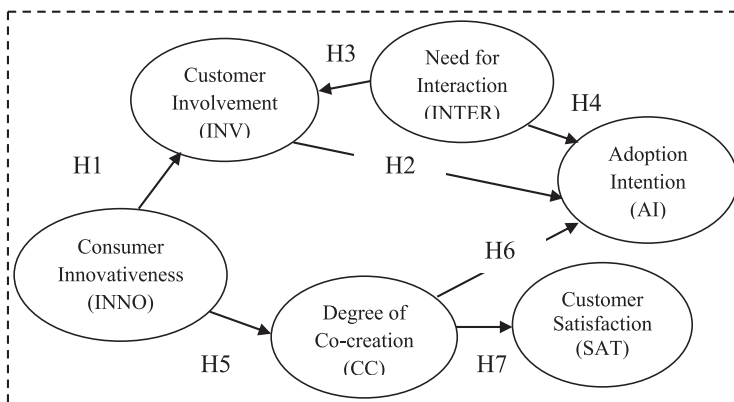 H3
Need for
Interaction
(INTER)
Customer
Involvement
(INV)
H4
H1
H2
Adoption
Intention
(AI)
Consumer
Innovativeness
(INNO)
H6
Degree of
Co-creation
(CC)
Customer
Satisfaction
(SAT)
H5
H7